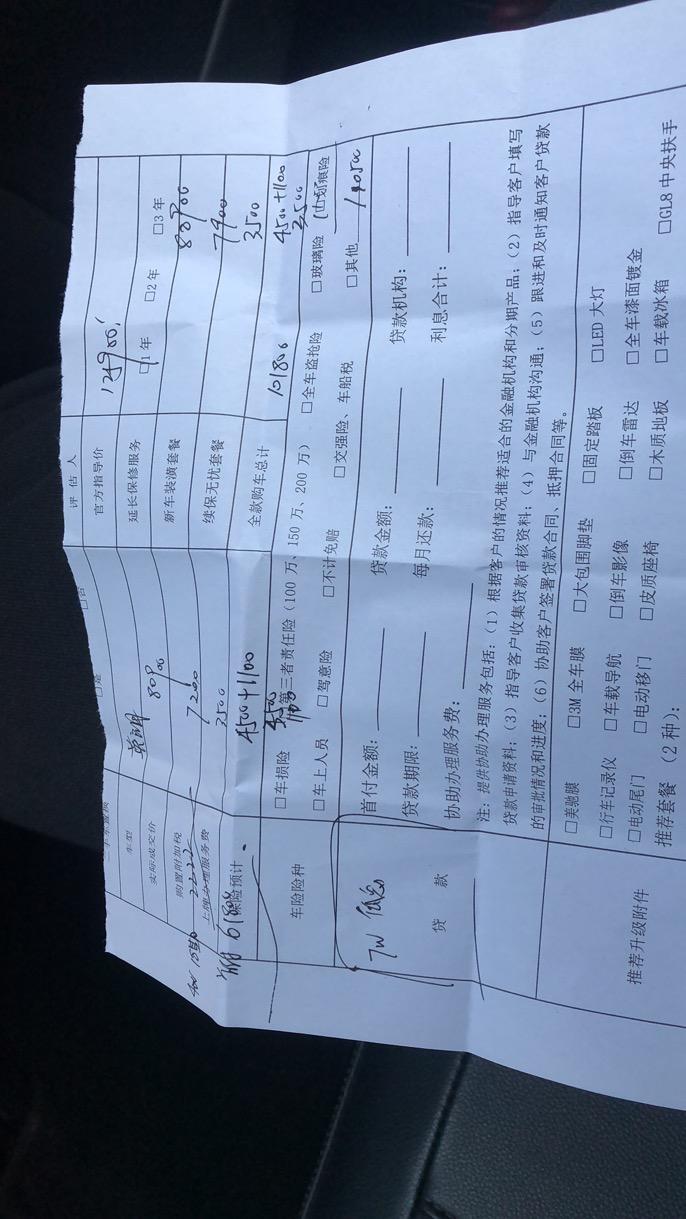 评估人
车型 英朗 官方指导价 124900
实际成交价 延长保修服务 □1年 □2年 □3年
购置附加税 7200 新车装潢套餐
上牌办理服务费 3500 续保无忧套餐 7900
保险预计 4500+1100 全款购车总计 3500
101800 4500+1100
车险险种 □车损险 第三者责任险(100万、150万、200万) □全车盗抢险 □玻璃险 划痕险
□车上人员 □驾意险 □不计免赔 □交强险、车船税 □其他
7W 低息
贷 款 首付金额: 贷款金额: 贷款机构:
贷款期限: 每月还款: 利息合计:
协助办理服务费:
注:提供协助办理服务包括:(1)根据客户的情况推荐适合的金融机构和分期产品;(2)指导客户填写
贷款申请资料;(3)指导客户收集贷款审核资料;(4)与金融机构沟通;(5)跟进和及时通知客户贷款
的审批情况和进度;(6)协助客户签署贷款合同、抵押合同等。
推荐升级附件 □美驰膜 □3M全车膜 □大包围脚垫 □固定踏板 □LED大灯
□行车记录仪 □车载导航 □倒车影像 □倒车雷达 □全车漆面镀金
□电动尾门 □电动移门 □皮质座椅 □木质地板 □车载冰箱 □GL8中央扶手
推荐套餐(2种):